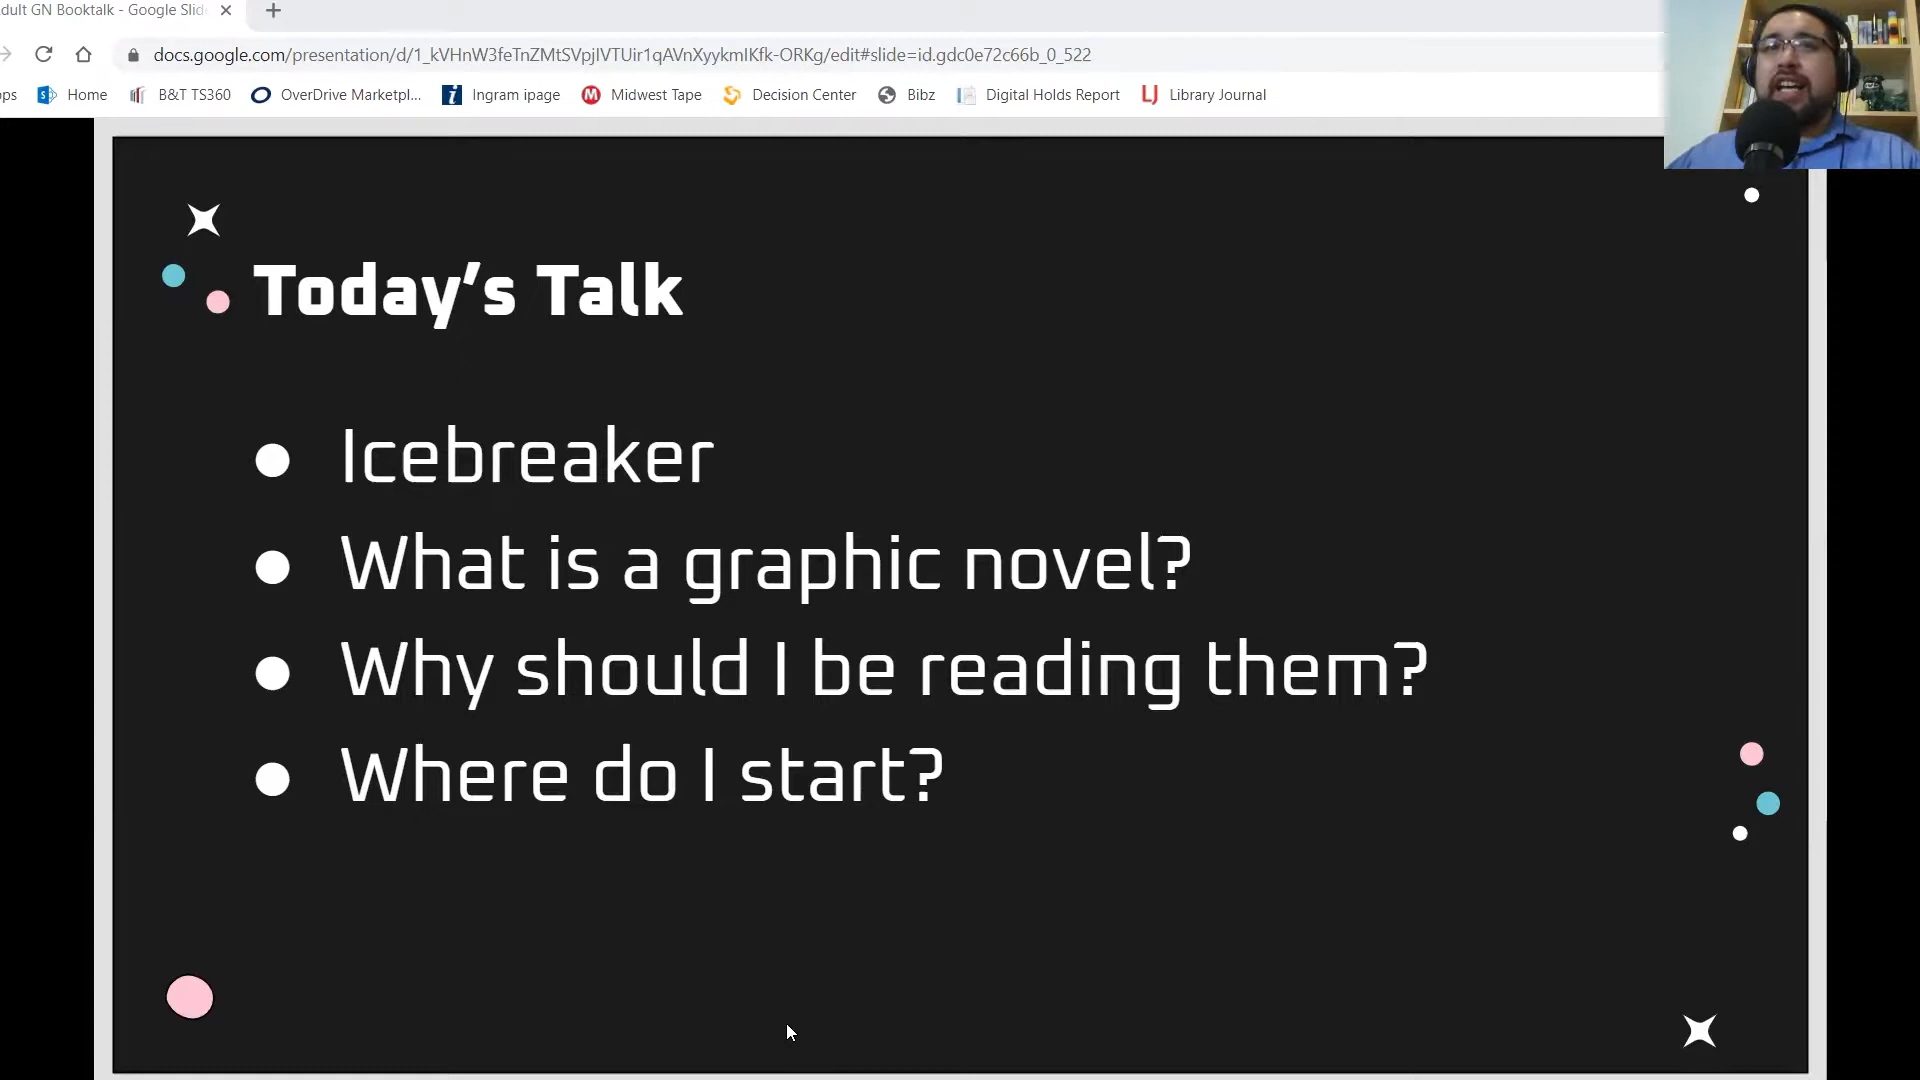 dult GN Booktalk - Google Slid
docs.google.com/presentation/d/1_kVHnW3feTnZMtSVpjIVTUir1qAVnXyykmIKfk-ORKg/edit#slide=id.gdc0e72c66b_0_522
ps Home B&T TS360 OverDrive Marketpl... Ingram ipage Midwest Tape Decision Center Bibz Digital Holds Report LJ Library Journal
Today's Talk
● Icebreaker
● What is a graphic novel?
● Why should I be reading them?
● Where do I start?